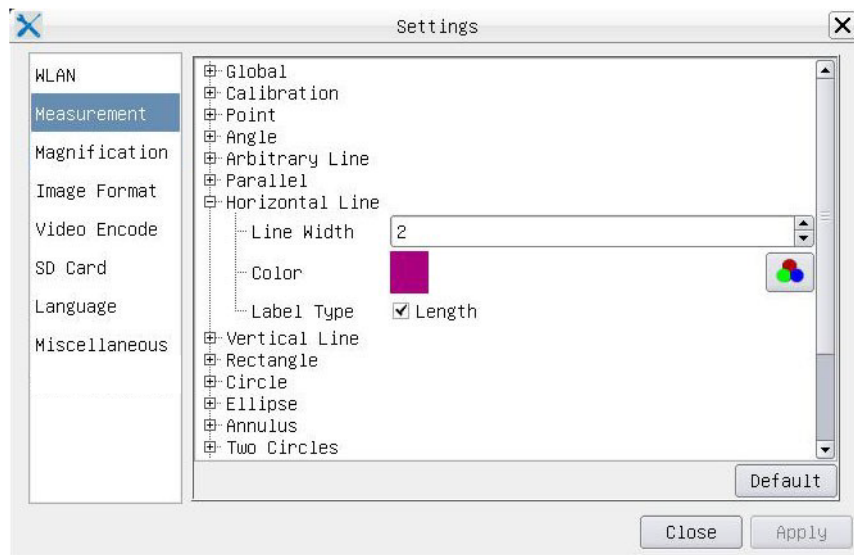 Settings
WLAN
Measurement
Magnification
Image Format
Video Encode
SD Card
Language
Miscellaneous
Global
Calibration
Point
Angle
Arbitrary Line
Parallel
Horizontal Line
Line Width 2
Color
Label Type Length
Vertical Line
Rectangle
Circle
Ellipse
Annulus
Two Circles
Default
Close Apply